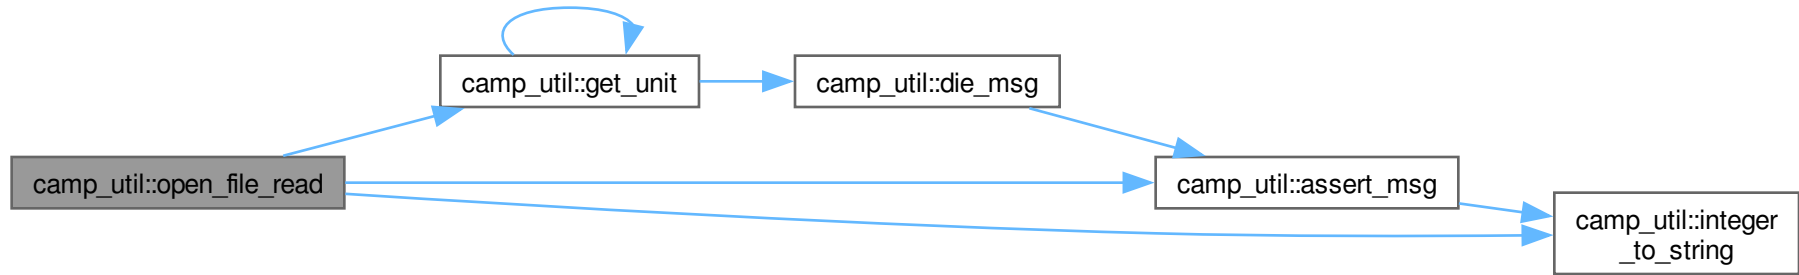 camp_util::get_unit
camp_util::die_msg
camp_util::open_file_read
camp_util::assert_msg
camp_util::integer
_to_string